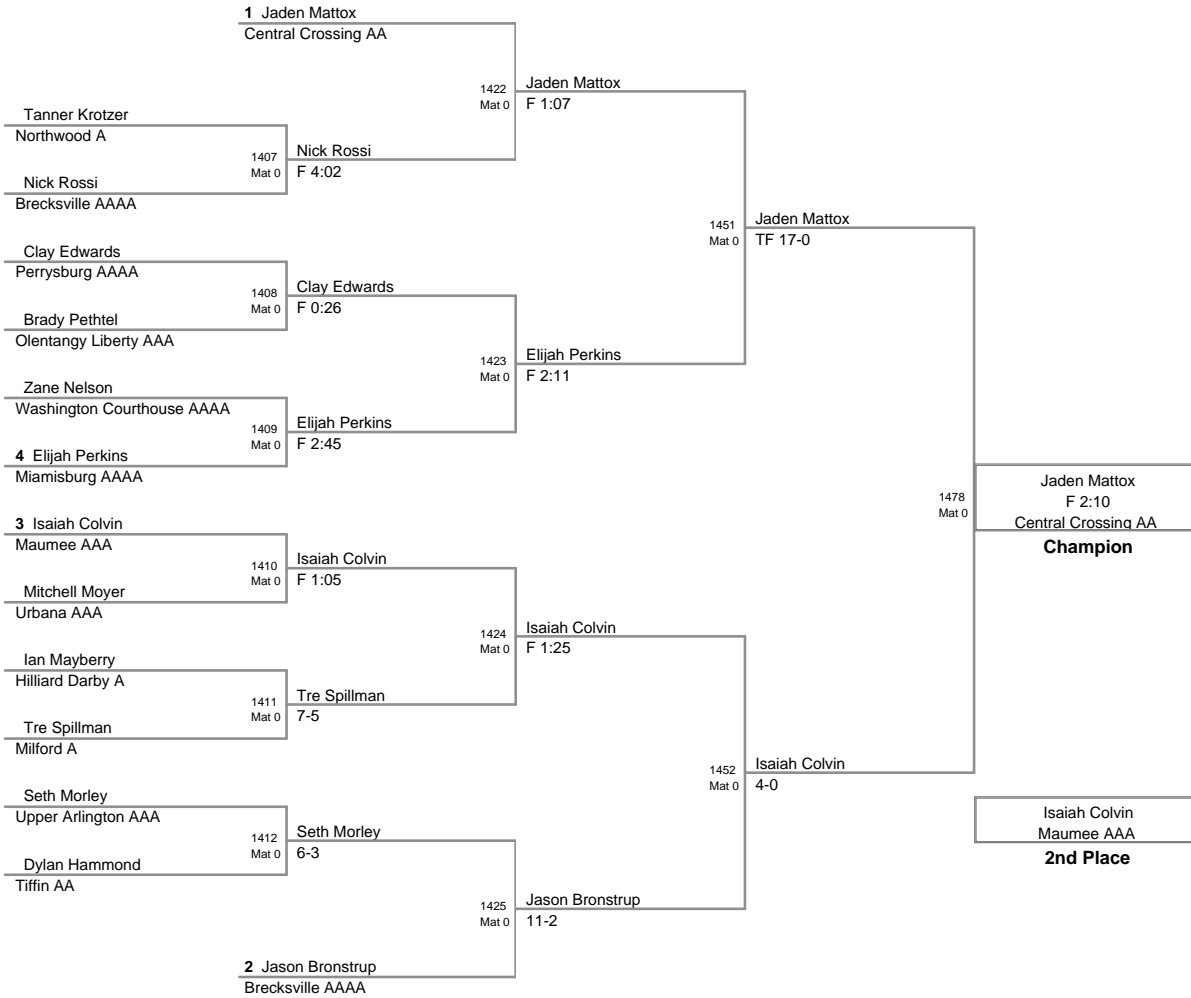 1 Jaden Mattox
Central Crossing AA
Tanner Krotzer
Northwood A
Nick Rossi
Brecksville AAAA
Clay Edwards
Perrysburg AAAA
Brady Pethtel
Olentangy Liberty AAA
Zane Nelson
Washington Courthouse AAAA
4 Elijah Perkins
Miamisburg AAAA
3 Isaiah Colvin
Maumee AAA
Mitchell Moyer
Urbana AAA
Ian Mayberry
Hilliard Darby A
Tre Spillman
Milford A
Seth Morley
Upper Arlington AAA
Dylan Hammond
Tiffin AA
2 Jason Bronstrup
Brecksville AAAA
1407
Mat 0
Nick Rossi
F 4:02
1408
Mat 0
Clay Edwards
F 0:26
1409
Mat 0
Elijah Perkins
F 2:45
1410
Mat 0
Isaiah Colvin
F 1:05
1411
Mat 0
Tre Spillman
7-5
1412
Mat 0
Seth Morley
6-3
1422
Mat 0
Jaden Mattox
F 1:07
1423
Mat 0
Elijah Perkins
F 2:11
1424
Mat 0
Isaiah Colvin
F 1:25
1425
Mat 0
Jason Bronstrup
11-2
1451
Mat 0
Jaden Mattox
TF 17-0
1452
Mat 0
Isaiah Colvin
4-0
1478
Mat 0
Jaden Mattox
F 2:10
Central Crossing AA
Champion
Isaiah Colvin
Maumee AAA
2nd Place